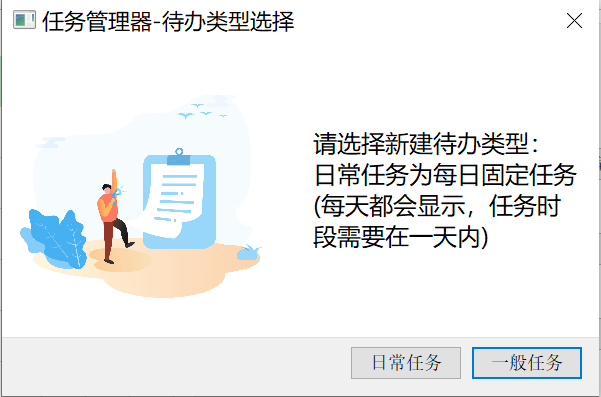 任务管理器-待办类型选择
请选择新建待办类型：
日常任务为每日固定任务
(每天都会显示，任务时
段需要在一天内)
日常任务
一般任务